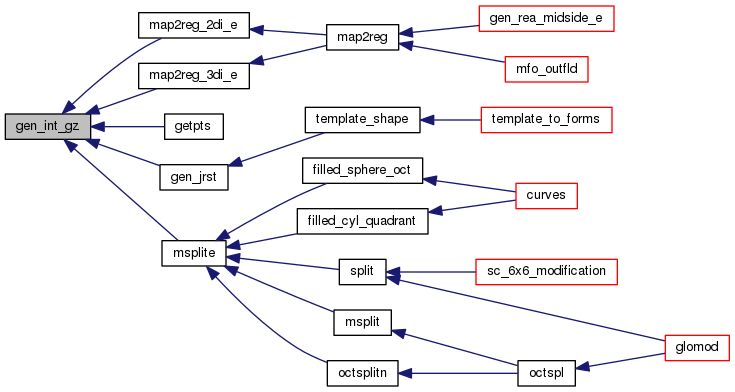 map2reg_2di_e
gen_rea_midside_e
map2reg
map2reg_3di_e
mfo_outfld
gen_int_gz
getpts
template_shape
template_to_forms
gen_jrst
filled_sphere_oct
curves
filled_cyl_quadrant
msplite
split
sc_6x6_modification
msplit
glomod
octsplitn
octspl